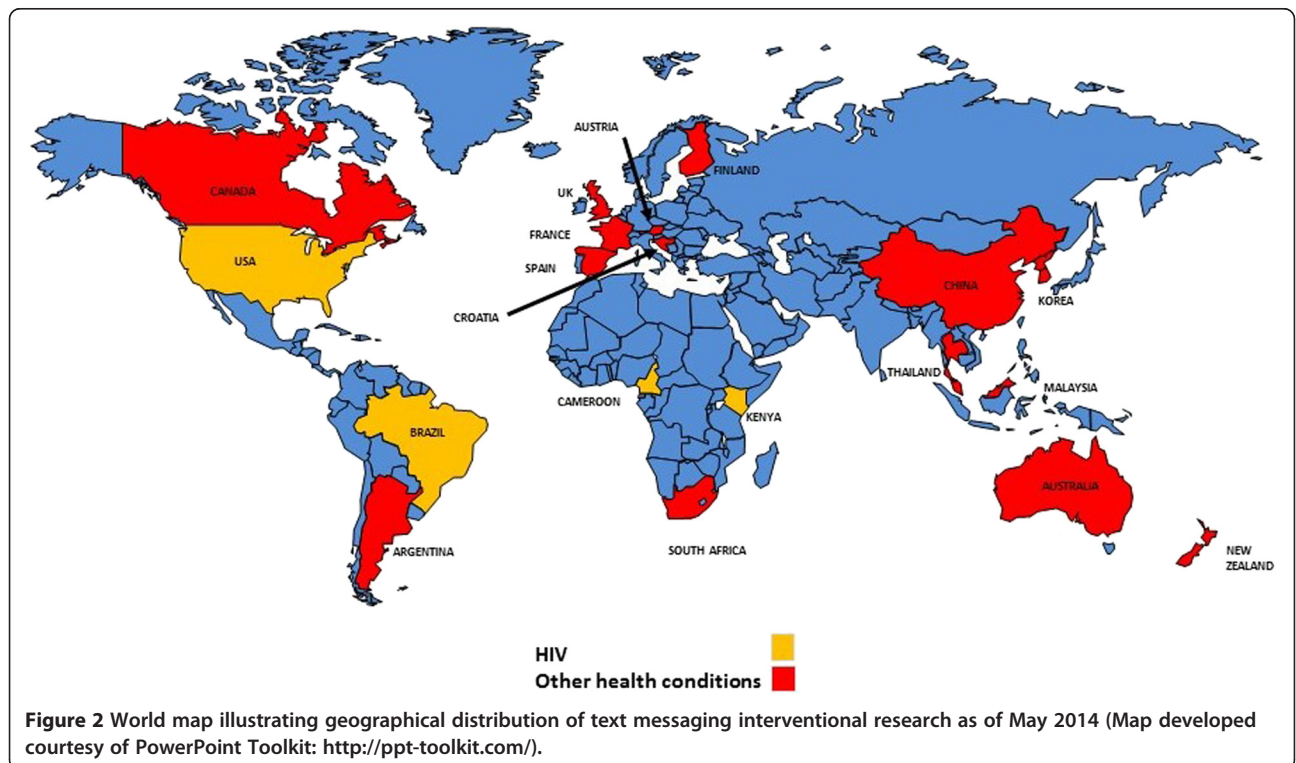 AUSTRIA
FINLAND
CANADA
UK
FRANCE
USA
SPAIN
CHINA
KOREA
CROATIA
THAILAND
MALAYSIA
CAMEROON
KENYA
BRAZIL
AUSTRALIA
ARGENTINA
SOUTH AFRICA
NEW
ZEALAND
HIV
Other health conditions
Figure 2 World map illustrating geographical distribution of text messaging interventional research as of May 2014 (Map developed
courtesy of PowerPoint Toolkit: http://ppt-toolkit.com/).